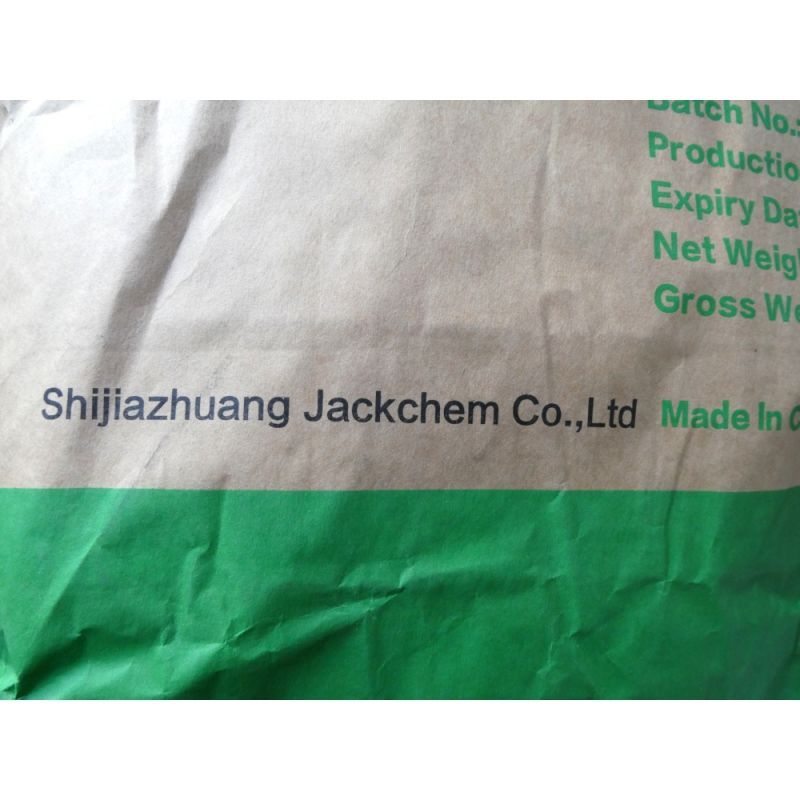 Batch No.:
Productio
Expiry Da
Net Weigh
Gross We
Shijiazhuang Jackchem Co.,Ltd Made In C